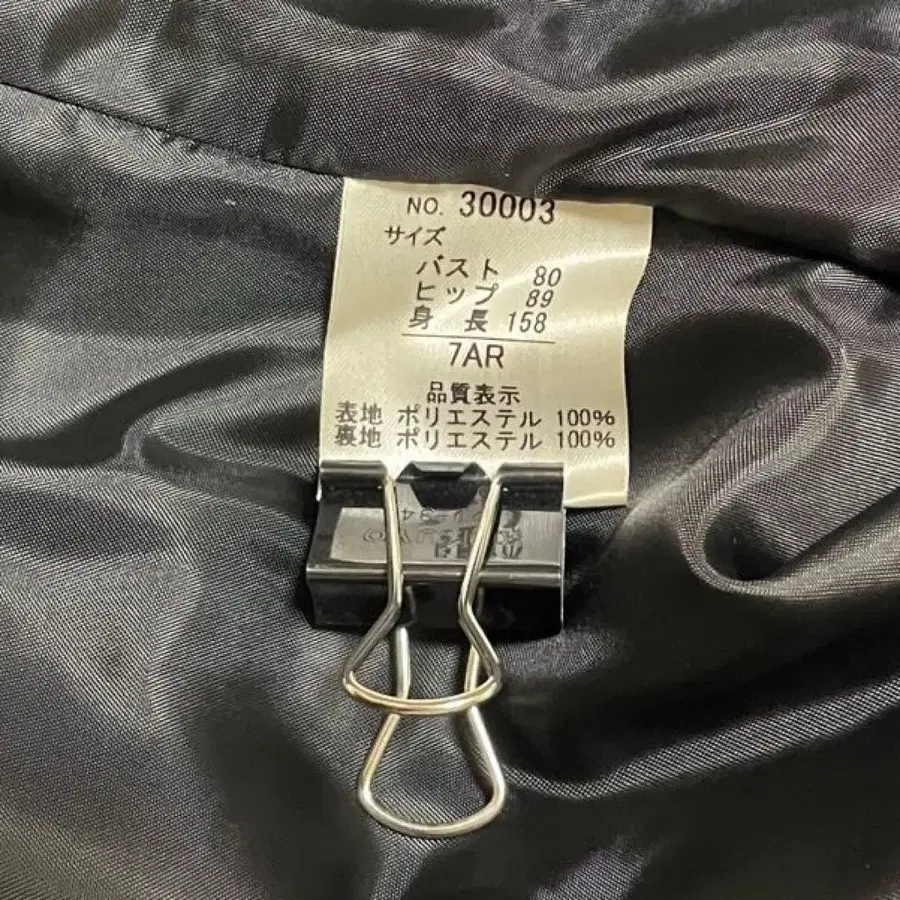 NO. 30003
サイズ
バスト 80
ヒップ 89
身 長 158
7AR
品質表示
表地 ポリエステル 100%
裏地 ポリエステル 100%